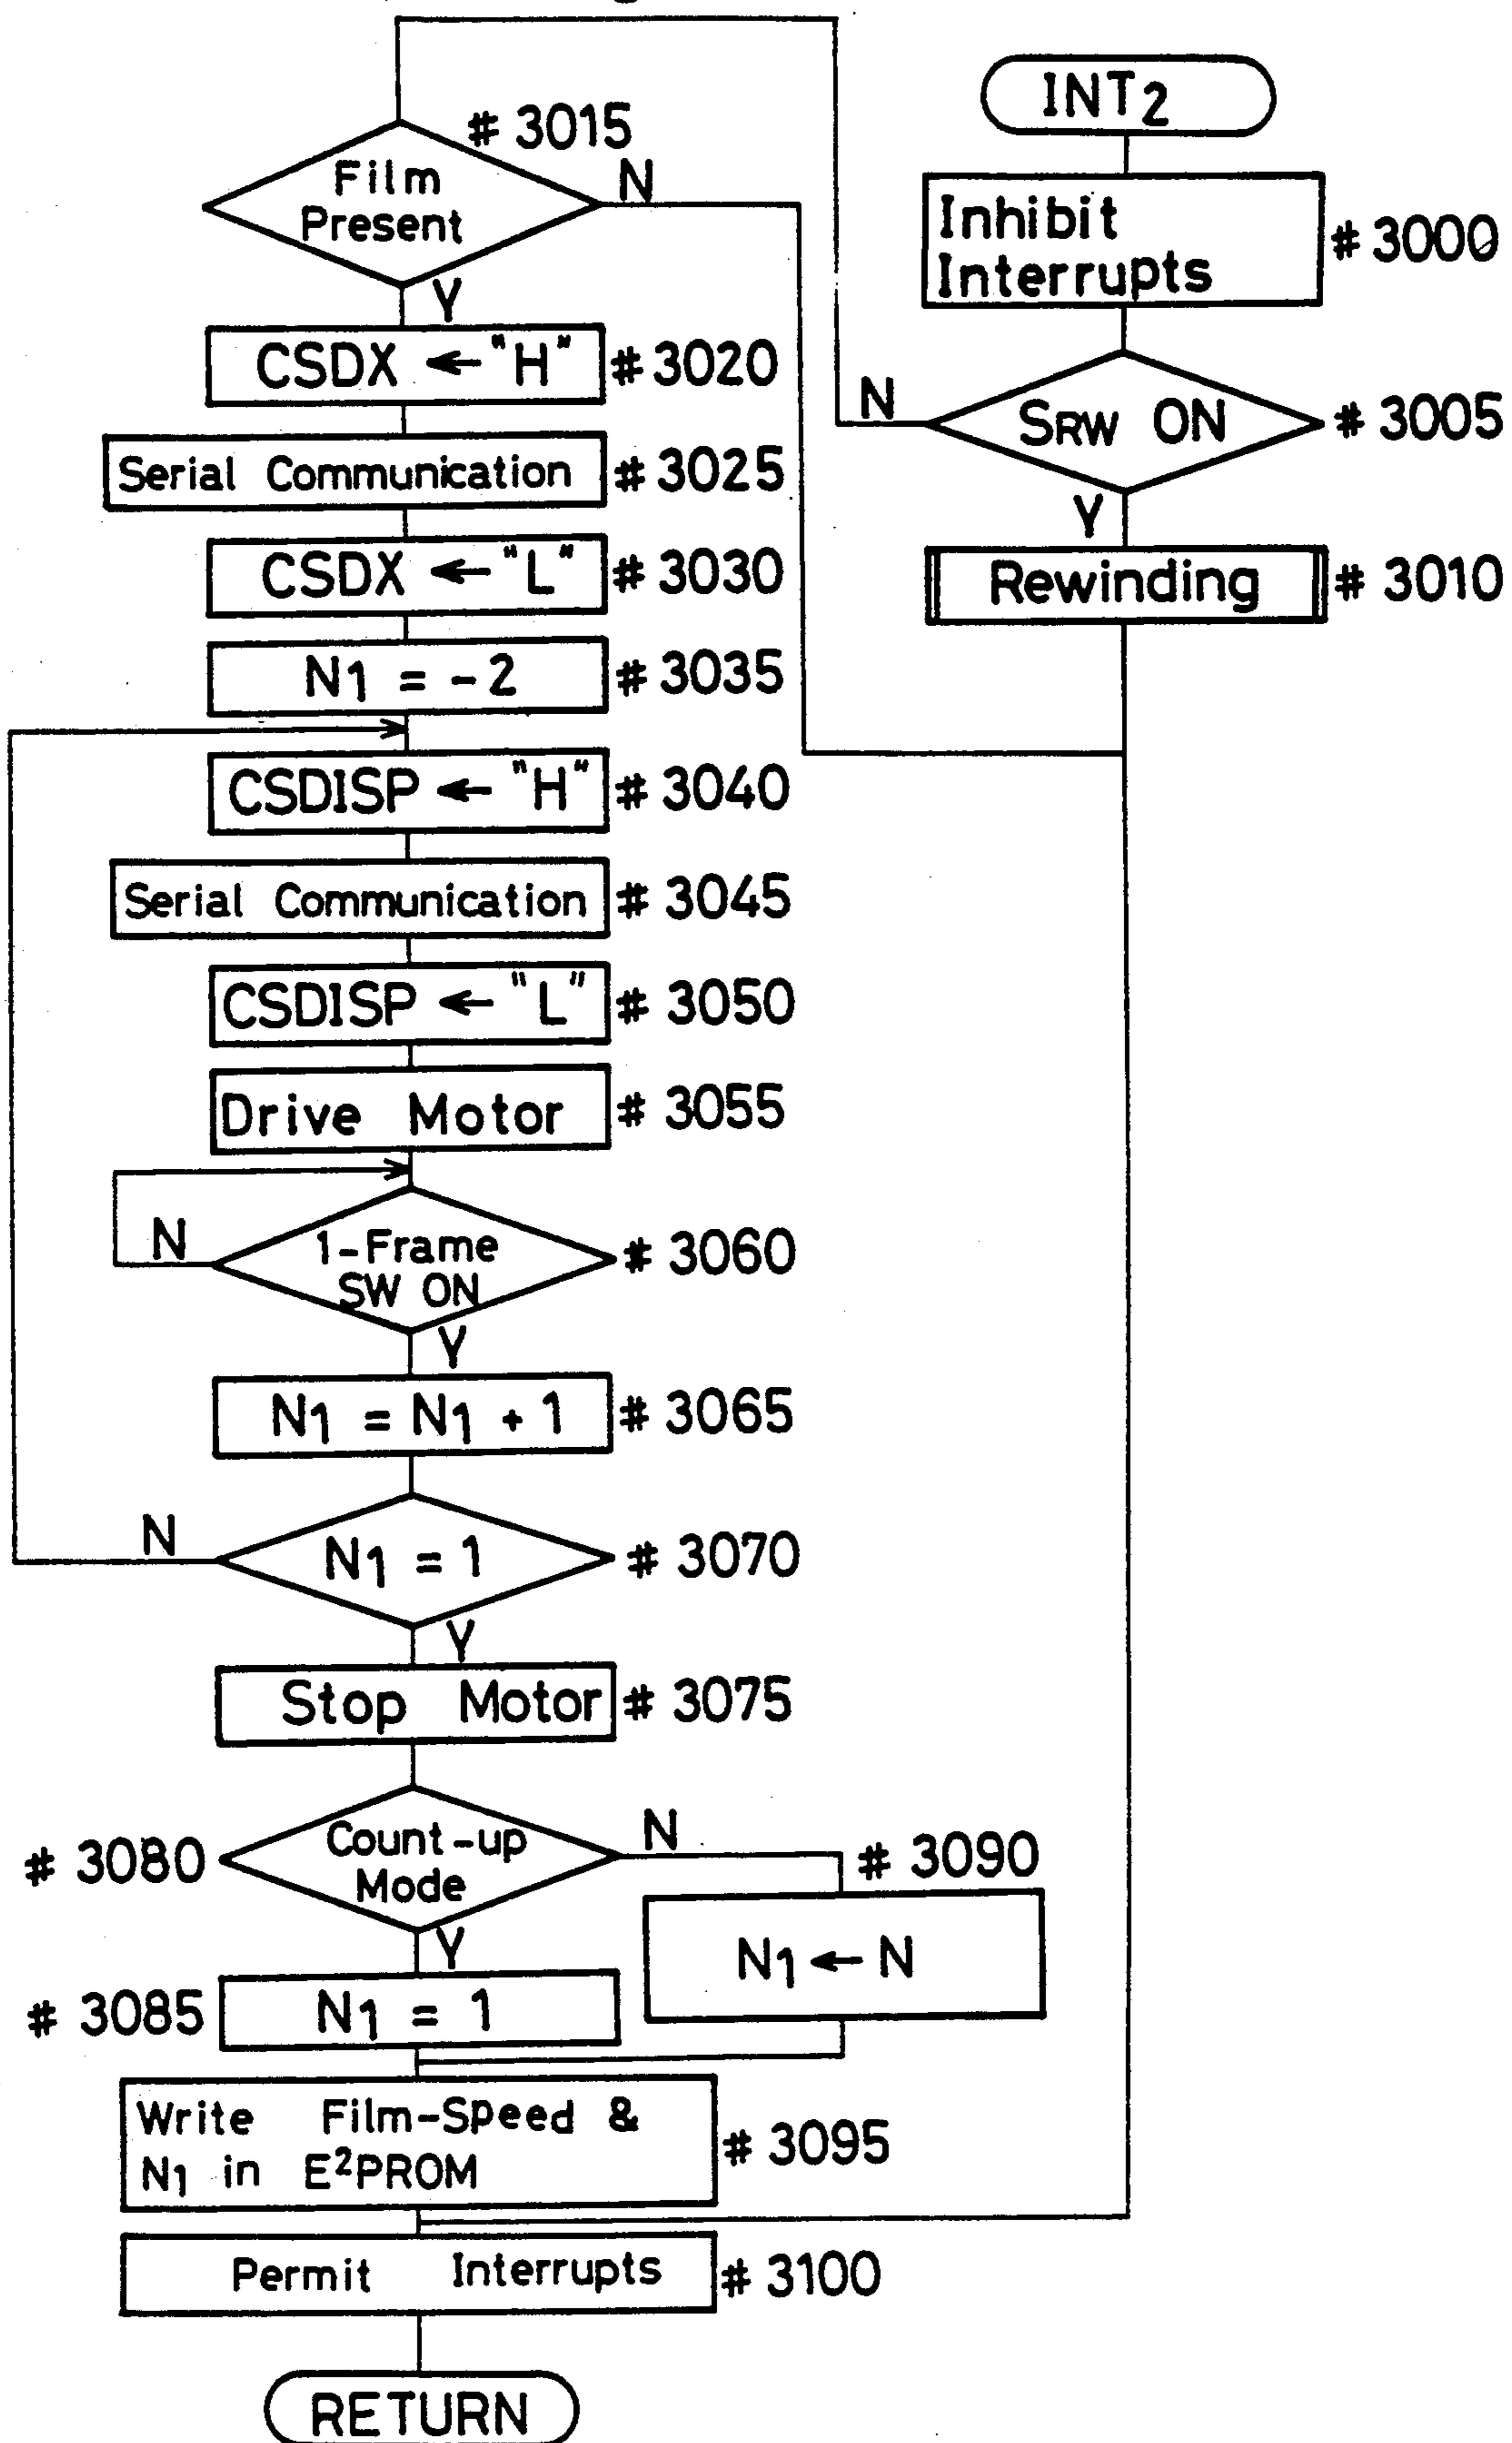 INT2
Inhibit
Interrupts
# 3000
SRW ON
# 3005
N
Y
Rewinding
# 3010
# 3015
Film
Present
N
Y
CSDX ← "H"
# 3020
Serial Communication
# 3025
CSDX ← "L"
# 3030
N1 = -2
# 3035
CSDISP ← "H"
# 3040
Serial Communication
# 3045
CSDISP ← "L"
# 3050
Drive Motor
# 3055
1-Frame
SW ON
# 3060
N
Y
N1 = N1 + 1
# 3065
N1 = 1
# 3070
N
Y
Stop Motor
# 3075
Count-up
Mode
# 3080
N
Y
# 3090
N1 ← N
# 3085
N1 = 1
Write Film-Speed &
N1 in E²PROM
# 3095
Permit Interrupts
# 3100
RETURN